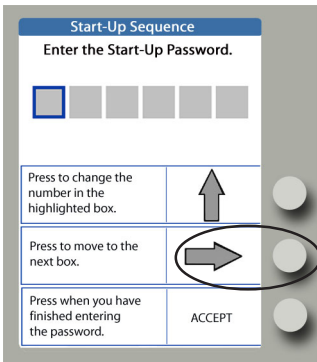 Start-Up Sequence
Enter the Start-Up Password.
Press to change the
number in the
highlighted box.
Press to move to the
next box.
Press when you have
finished entering
the password.
ACCEPT